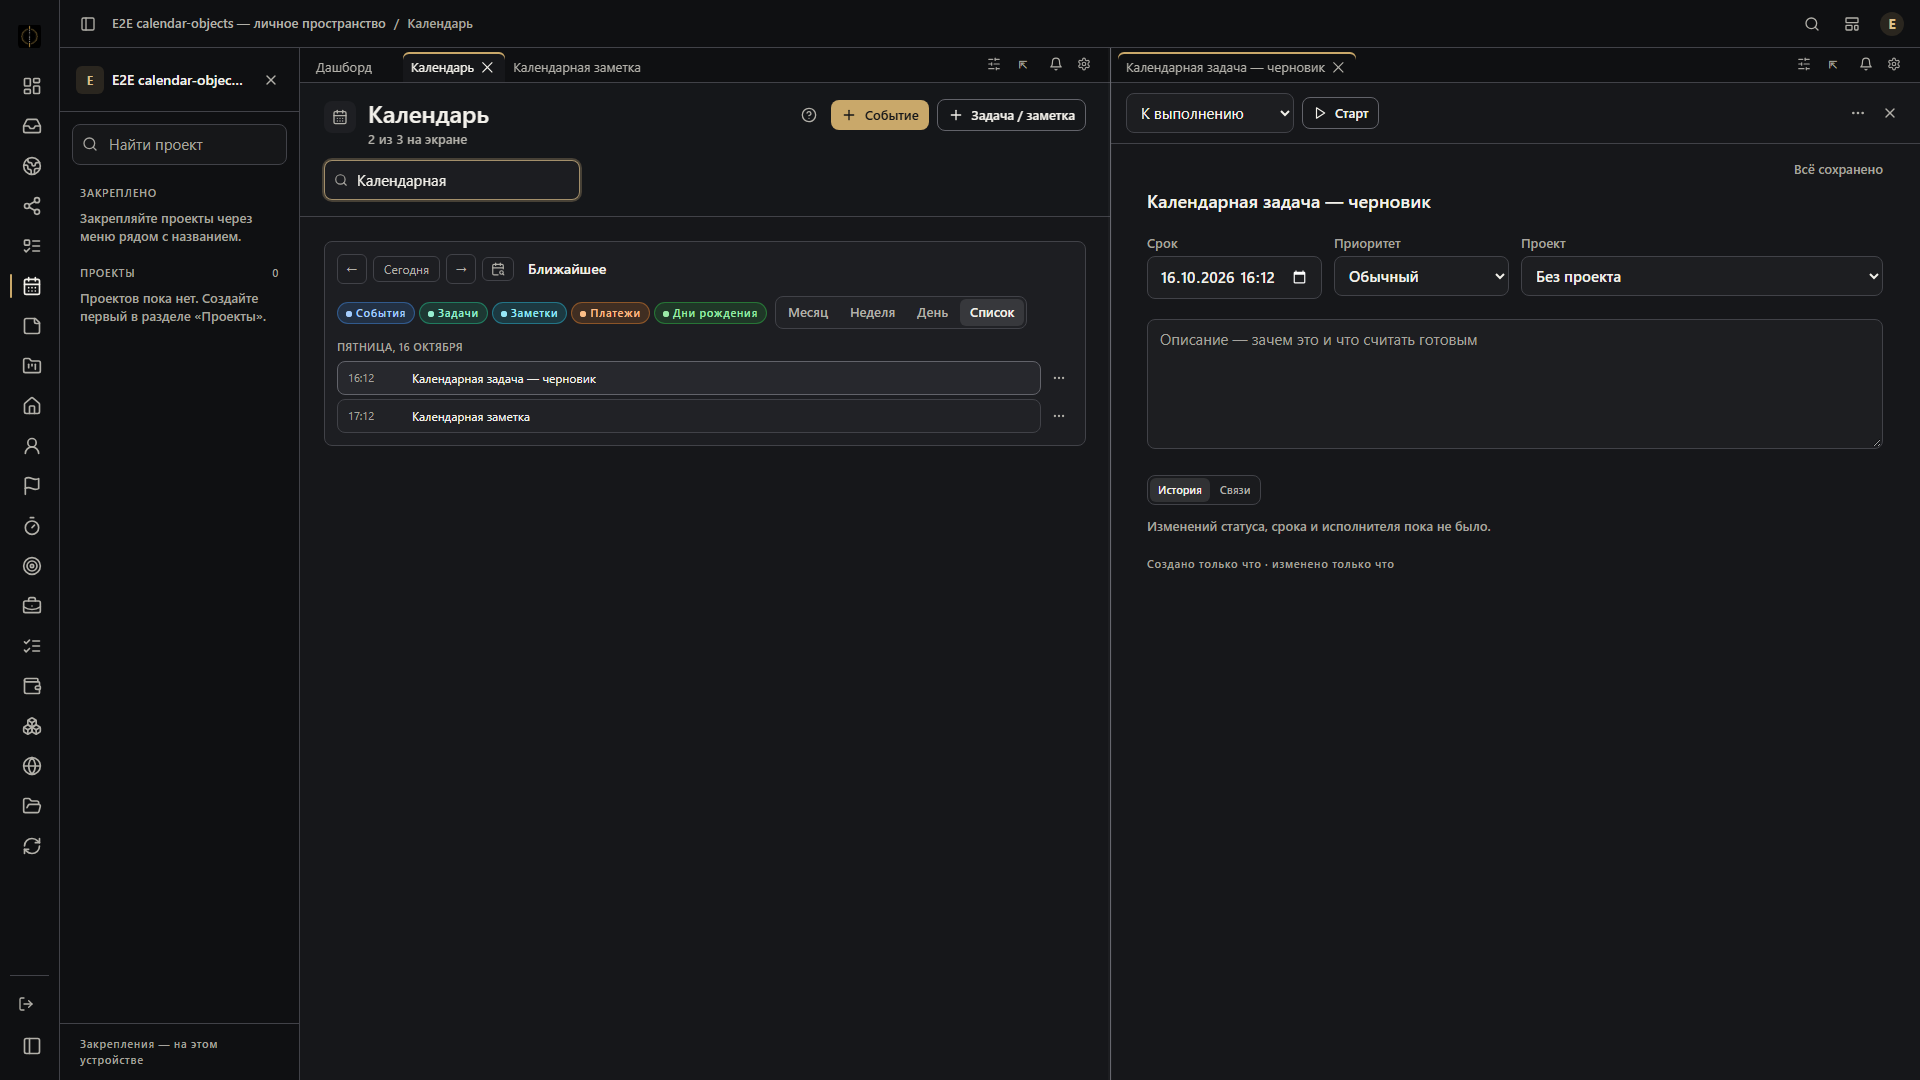 E2E calendar-objects — личное пространство / Календарь
E
E
E2E calendar-objec...
Найти проект
ЗАКРЕПЛЕНО
Закрепляйте проекты через
меню рядом с названием.
ПРОЕКТЫ 0
Проектов пока нет. Создайте
первый в разделе «Проекты».
Закрепления — на этом
устройстве
Дашборд
Календарь
Календарная заметка
Календарь
2 из 3 на экране
Событие
Задача / заметка
Календарная
Сегодня
Ближайшее
События
Задачи
Заметки
Платежи
Дни рождения
Месяц
Неделя
День
Список
ПЯТНИЦА, 16 ОКТЯБРЯ
16:12 Календарная задача — черновик
17:12 Календарная заметка
Календарная задача — черновик
К выполнению
Старт
Всё сохранено
Календарная задача — черновик
Срок
Приоритет
Проект
16.10.2026 16:12
Обычный
Без проекта
Описание — зачем это и что считать готовым
История
Связи
Изменений статуса, срока и исполнителя пока не было.
Создано только что · изменено только что